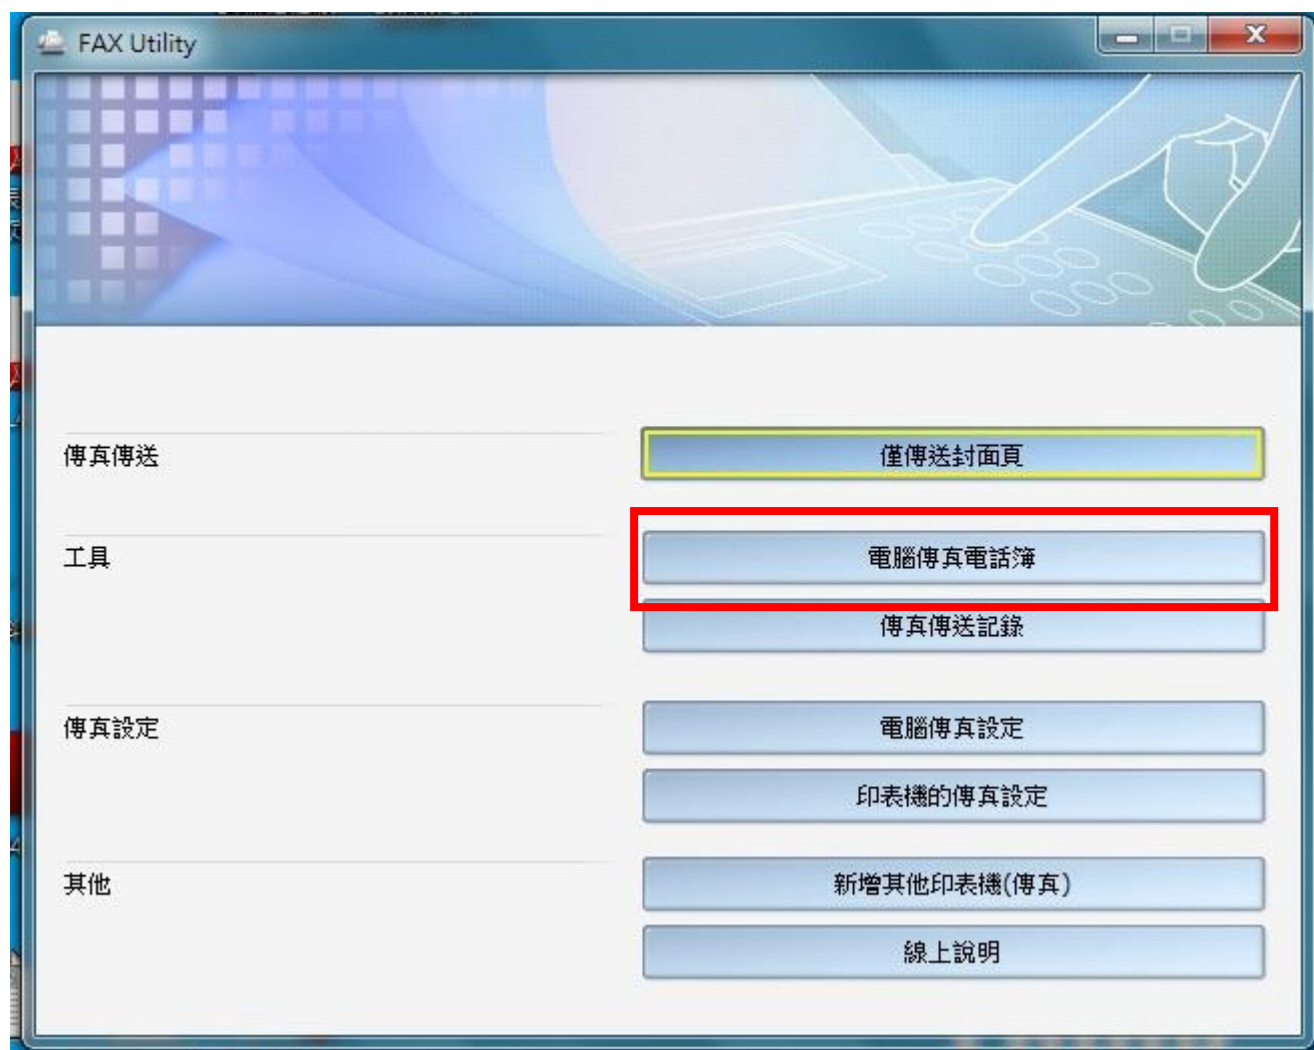 FAX Utility
傳真傳送
僅傳送封面頁
工具
電腦傳真電話簿
傳真傳送記錄
傳真設定
電腦傳真設定
印表機的傳真設定
其他
新增其他印表機(傳真)
線上說明